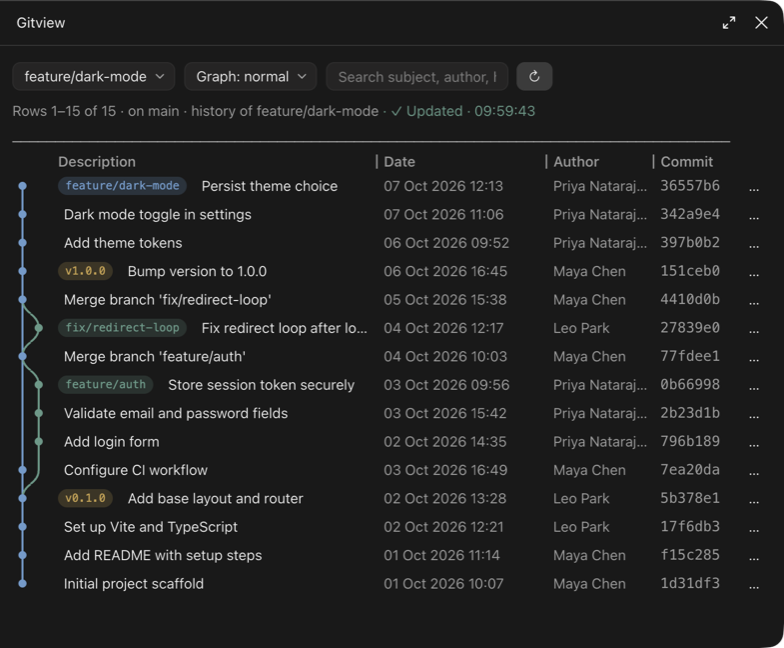 Gitview
feature/dark-mode Graph: normal Search subject, author, h
Rows 1–15 of 15 · on main · history of feature/dark-mode · ✓ Updated · 09:59:43
Description | Date | Author | Commit
feature/dark-mode Persist theme choice 07 Oct 2026 12:13 Priya Nataraj... 36557b6 ...
Dark mode toggle in settings 07 Oct 2026 11:06 Priya Nataraj... 342a9e4 ...
Add theme tokens 06 Oct 2026 09:52 Priya Nataraj... 397b0b2 ...
v1.0.0 Bump version to 1.0.0 06 Oct 2026 16:45 Maya Chen 151ceb0 ...
Merge branch 'fix/redirect-loop' 05 Oct 2026 15:38 Maya Chen 4410d0b ...
fix/redirect-loop Fix redirect loop after lo... 04 Oct 2026 12:17 Leo Park 27839e0 ...
Merge branch 'feature/auth' 04 Oct 2026 10:03 Maya Chen 77fdee1 ...
feature/auth Store session token securely 03 Oct 2026 09:56 Priya Nataraj... 0b66998 ...
Validate email and password fields 03 Oct 2026 15:42 Priya Nataraj... 2b23d1b ...
Add login form 02 Oct 2026 14:35 Priya Nataraj... 796b189 ...
Configure CI workflow 03 Oct 2026 16:49 Maya Chen 7ea20da ...
v0.1.0 Add base layout and router 02 Oct 2026 13:28 Leo Park 5b378e1 ...
Set up Vite and TypeScript 02 Oct 2026 12:21 Leo Park 17f6db3 ...
Add README with setup steps 01 Oct 2026 11:14 Maya Chen f15c285 ...
Initial project scaffold 01 Oct 2026 10:07 Maya Chen 1d31df3 ...